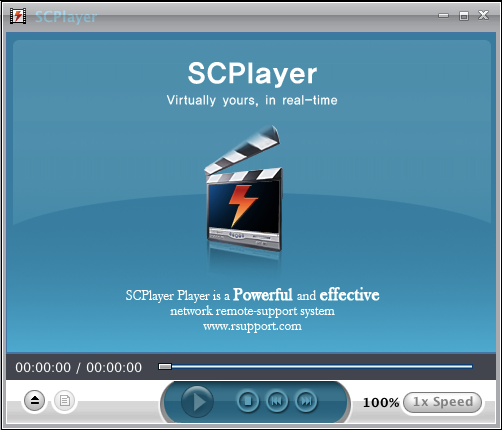 SCPlayer
SCPlayer
Virtually yours, in real-time
SCPlayer Player is a Powerful and effective
network remote-support system
www.rsupport.com
00:00:00 / 00:00:00
100% 1x Speed